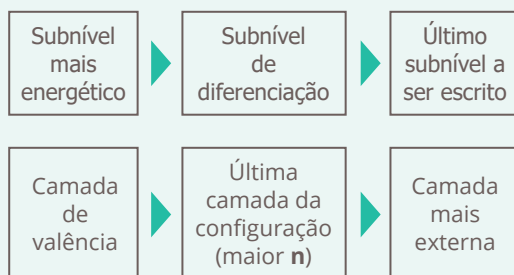 Subnível
mais
energético
Subnível
de
diferenciação
Último
subnível a
ser escrito
Camada
de
valência
Última
camada da
configuração
(maior n)
Camada
mais
externa